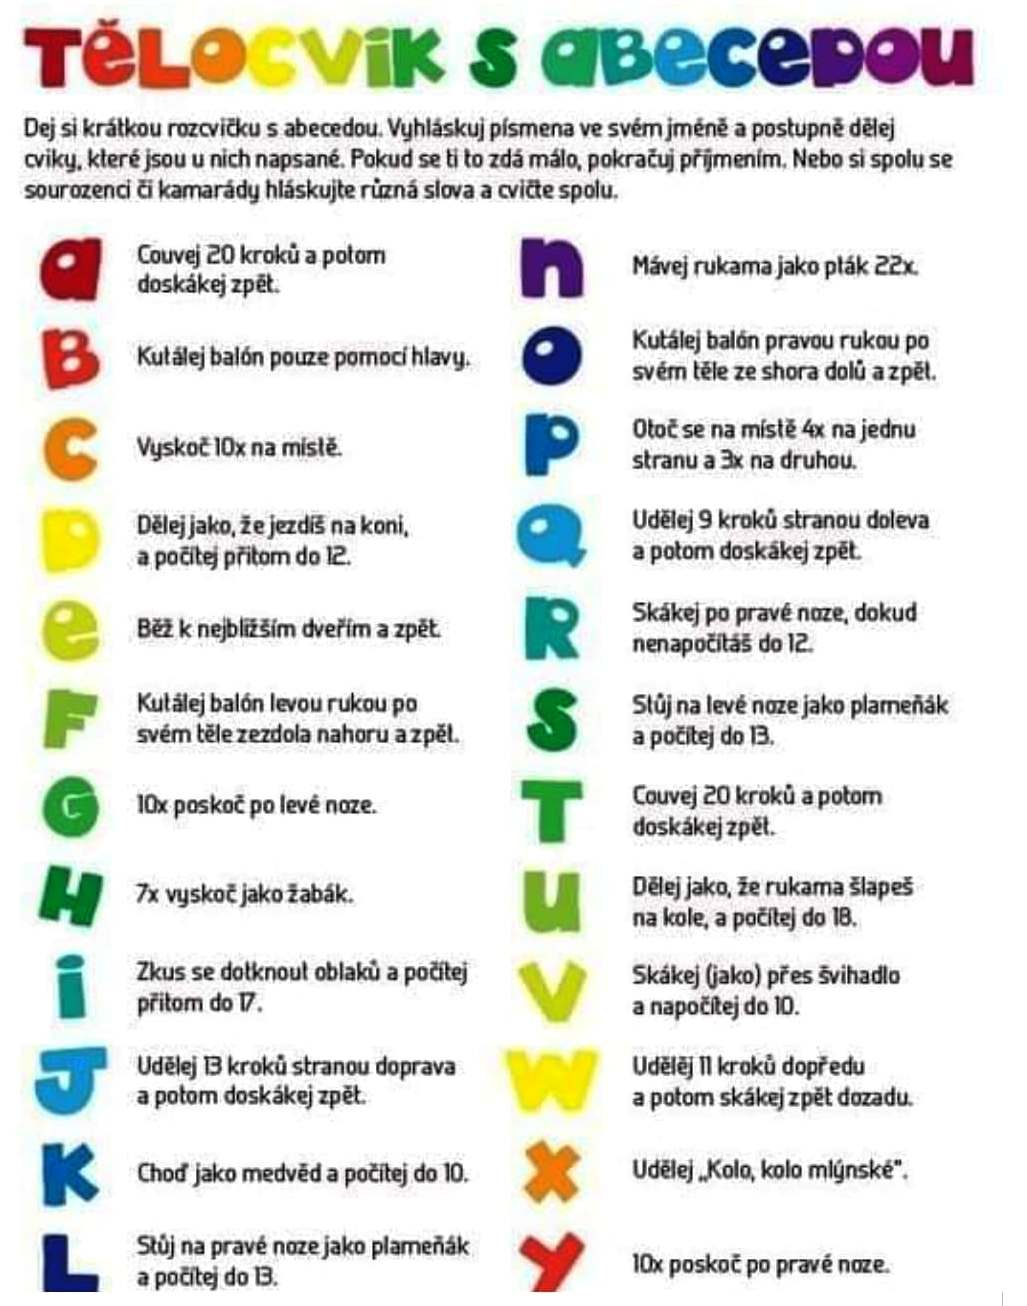 TĚLOCVIK S ABECEDOU
Dej si krátkou rozcvičku s abecedou. Vyhláskuj písmena ve svém jméně a postupně dělej
cviky, které jsou u nich napsané. Pokud se ti to zdá málo, pokračuj příjmením. Nebo si spolu se
sourozenci či kamarády hláskujte různá slova a cvičte spolu.
a
Couvej 20 kroků a potom
doskákej zpět.
B
Kutálej balón pouze pomocí hlavy.
C
Vyskoč 10x na místě.
D
Dělej jako, že jezdíš na koni,
a počítej přitom do 12.
e
Běž k nejbližším dveřím a zpět.
F
Kutálej balón levou rukou po
svém těle zezdola nahoru a zpět.
G
10x poskoč po levé noze.
H
7x vyskoč jako žabák.
i
Zkus se dotknout oblaků a počítej
přitom do 17.
J
Udělej 13 kroků stranou doprava
a potom doskákej zpět.
K
Choď jako medvěd a počítej do 10.
L
Stůj na pravé noze jako plameňák
a počítej do 13.
n
Mávej rukama jako pták 22x.
O
Kutálej balón pravou rukou po
svém těle ze shora dolů a zpět.
P
Otoč se na místě 4x na jednu
stranu a 3x na druhou.
Q
Udělej 9 kroků stranou doleva
a potom doskákej zpět.
R
Skákej po pravé noze, dokud
nenapočítáš do 12.
S
Stůj na levé noze jako plameňák
a počítej do 13.
T
Couvej 20 kroků a potom
doskákej zpět.
u
Dělej jako, že rukama šlapeš
na kole, a počítej do 18.
V
Skákej (jako) přes švihadlo
a napočítej do 10.
W
Udělěj 11 kroků dopředu
a potom skákej zpět dozadu.
X
Udělej „Kolo, kolo mlýnské".
y
10x poskoč po pravé noze.